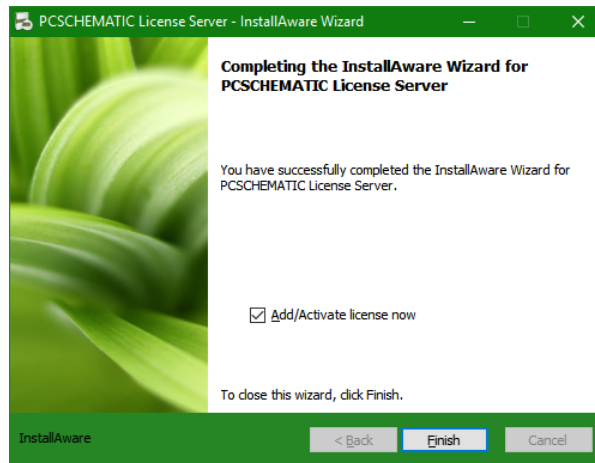 PCSCHEMATIC License Server - InstallAware Wizard
Completing the InstallAware Wizard for
PCSCHEMATIC License Server
You have successfully completed the InstallAware Wizard for
PCSCHEMATIC License Server.
Add/Activate license now
To close this wizard, click Finish.
InstallAware
< Back
Finish
Cancel